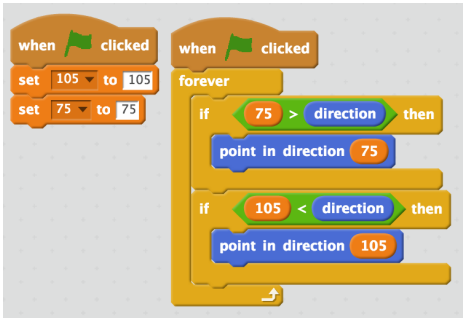 when clicked
set 105 to 105
set 75 to 75
when clicked
forever
if 75 > direction then
point in direction 75
if 105 < direction then
point in direction 105